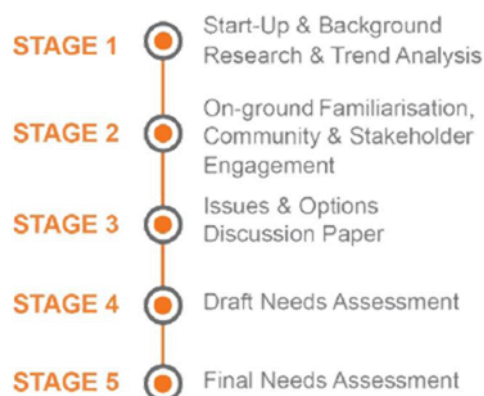 STAGE 1
Start-Up & Background
Research & Trend Analysis
STAGE 2
On-ground Familiarisation,
Community & Stakeholder
Engagement
STAGE 3
Issues & Options
Discussion Paper
STAGE 4
Draft Needs Assessment
STAGE 5
Final Needs Assessment